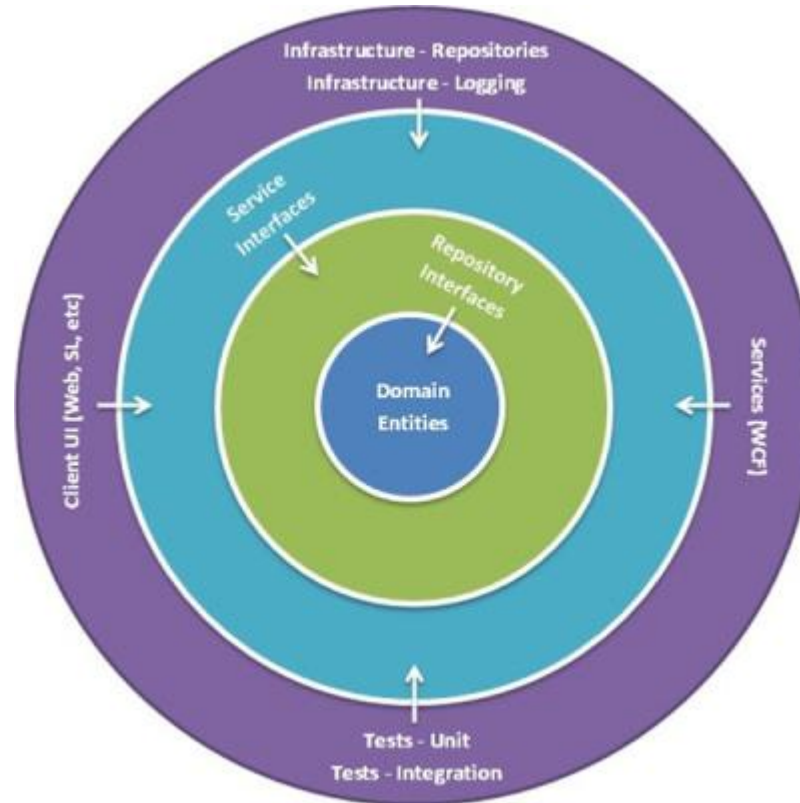 Infrastructure - Repositories
Infrastructure - Logging
Service
Interfaces
Repository
Interfaces
Domain
Entities
Client UI (Web, SL, etc)
Services (WCF)
Tests - Unit
Tests - Integration